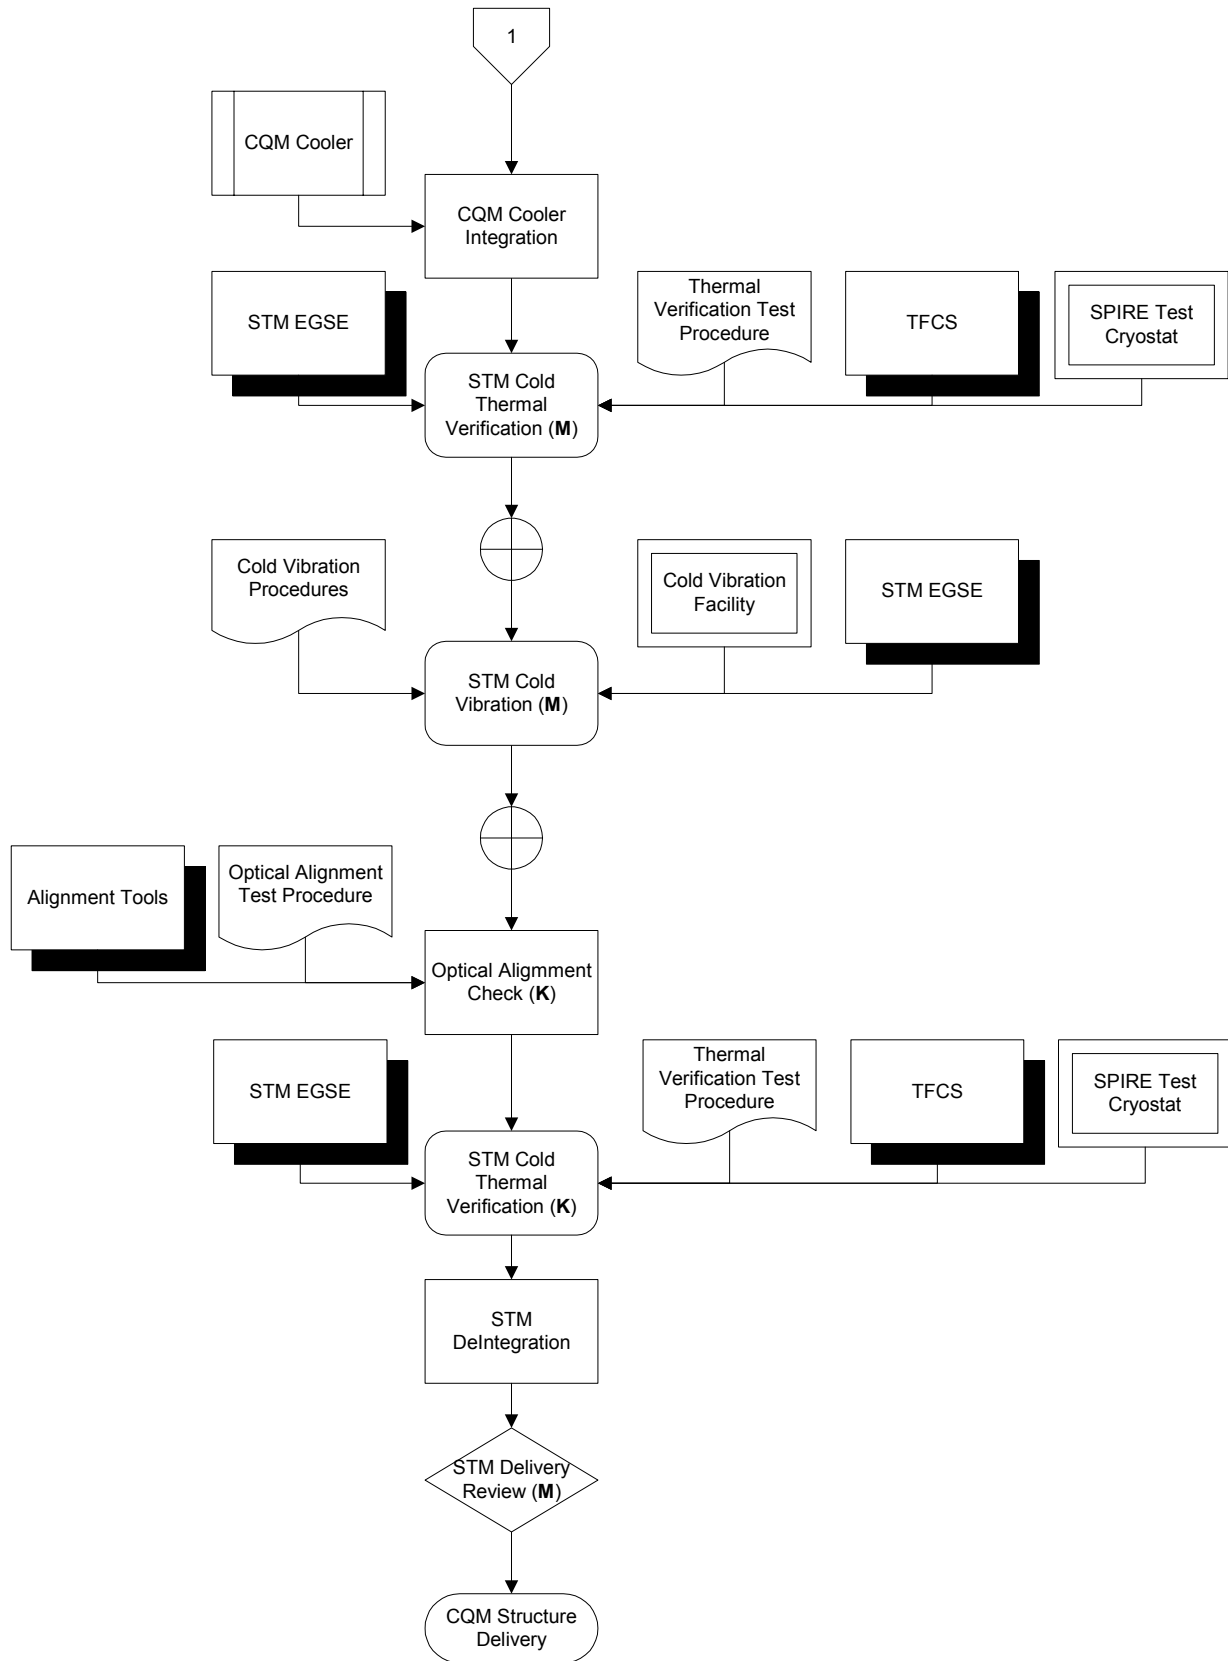 1
CQM Cooler
CQM Cooler
Integration
STM EGSE
Thermal
Verification Test
Procedure
TFCS
SPIRE Test
Cryostat
STM Cold
Thermal
Verification (M)
Cold Vibration
Procedures
Cold Vibration
Facility
STM EGSE
STM Cold
Vibration (M)
Alignment Tools
Optical Alignment
Test Procedure
Optical Aligmment
Check (K)
STM EGSE
Thermal
Verification Test
Procedure
TFCS
SPIRE Test
Cryostat
STM Cold
Thermal
Verification (K)
STM
DeIntegration
STM Delivery
Review (M)
CQM Structure
Delivery